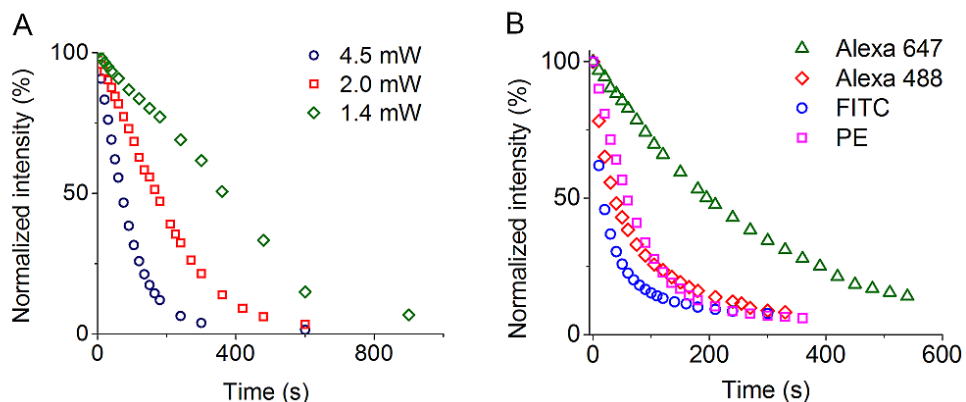 A
Normalized intensity (%)
100
50
0
0
400
800
Time (s)
4.5 mW
2.0 mW
1.4 mW
B
Normalized intensity (%)
100
50
0
0
200
400
600
Time (s)
Alexa 647
Alexa 488
FITC
PE